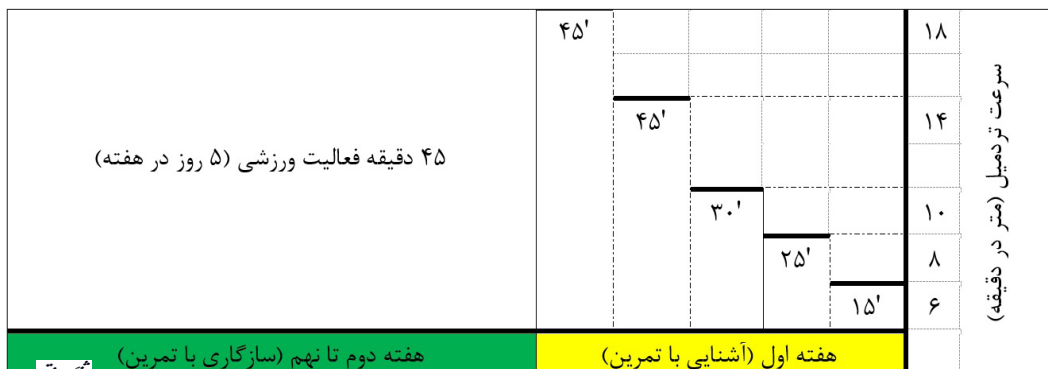 سرعت تردمیل (متر در دقیقه)
۱۸
۴۵'
۱۴
۴۵'
۴۵ دقیقه فعالیت ورزشی (۵ روز در هفته)
۱۰
۳۰'
۸
۲۵'
۶
۱۵'
هفته اول (آشنایی با تمرین)
هفته دوم تا نهم (سازگاری با تمرین)